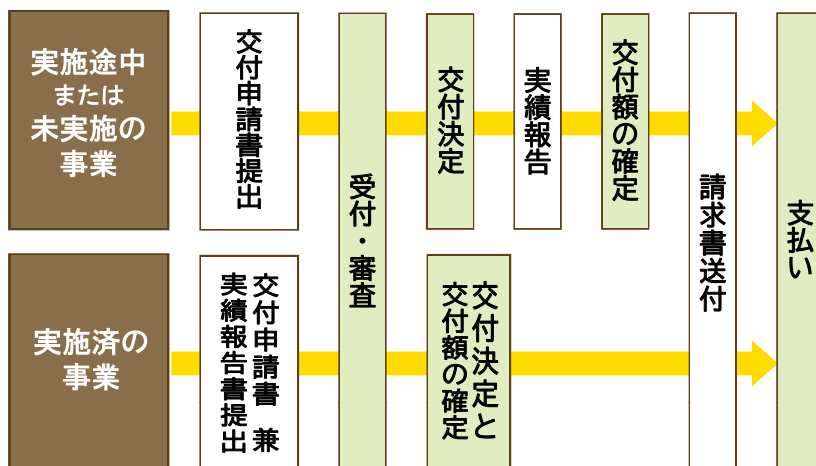 実施途中
または
未実施の
事業
交付申請書提出
受付・審査
交付決定
実績報告
交付額の確定
請求書送付
支払い
実施済の
事業
交付申請書 兼
実績報告書提出
交付決定と
交付額の確定